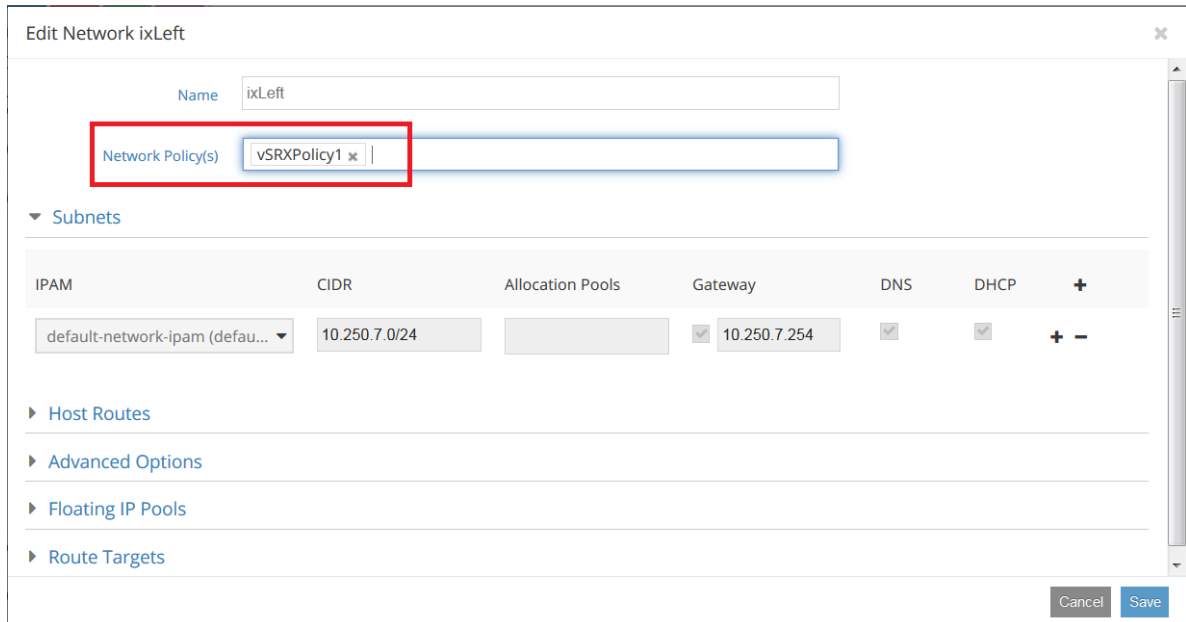 Edit Network ixLeft
Name ixLeft
Network Policy(s) vSRXPolicy1
Subnets
IPAM CIDR Allocation Pools Gateway DNS DHCP
default-network-ipam (defau... 10.250.7.0/24 10.250.7.254
Host Routes
Advanced Options
Floating IP Pools
Route Targets
Cancel Save